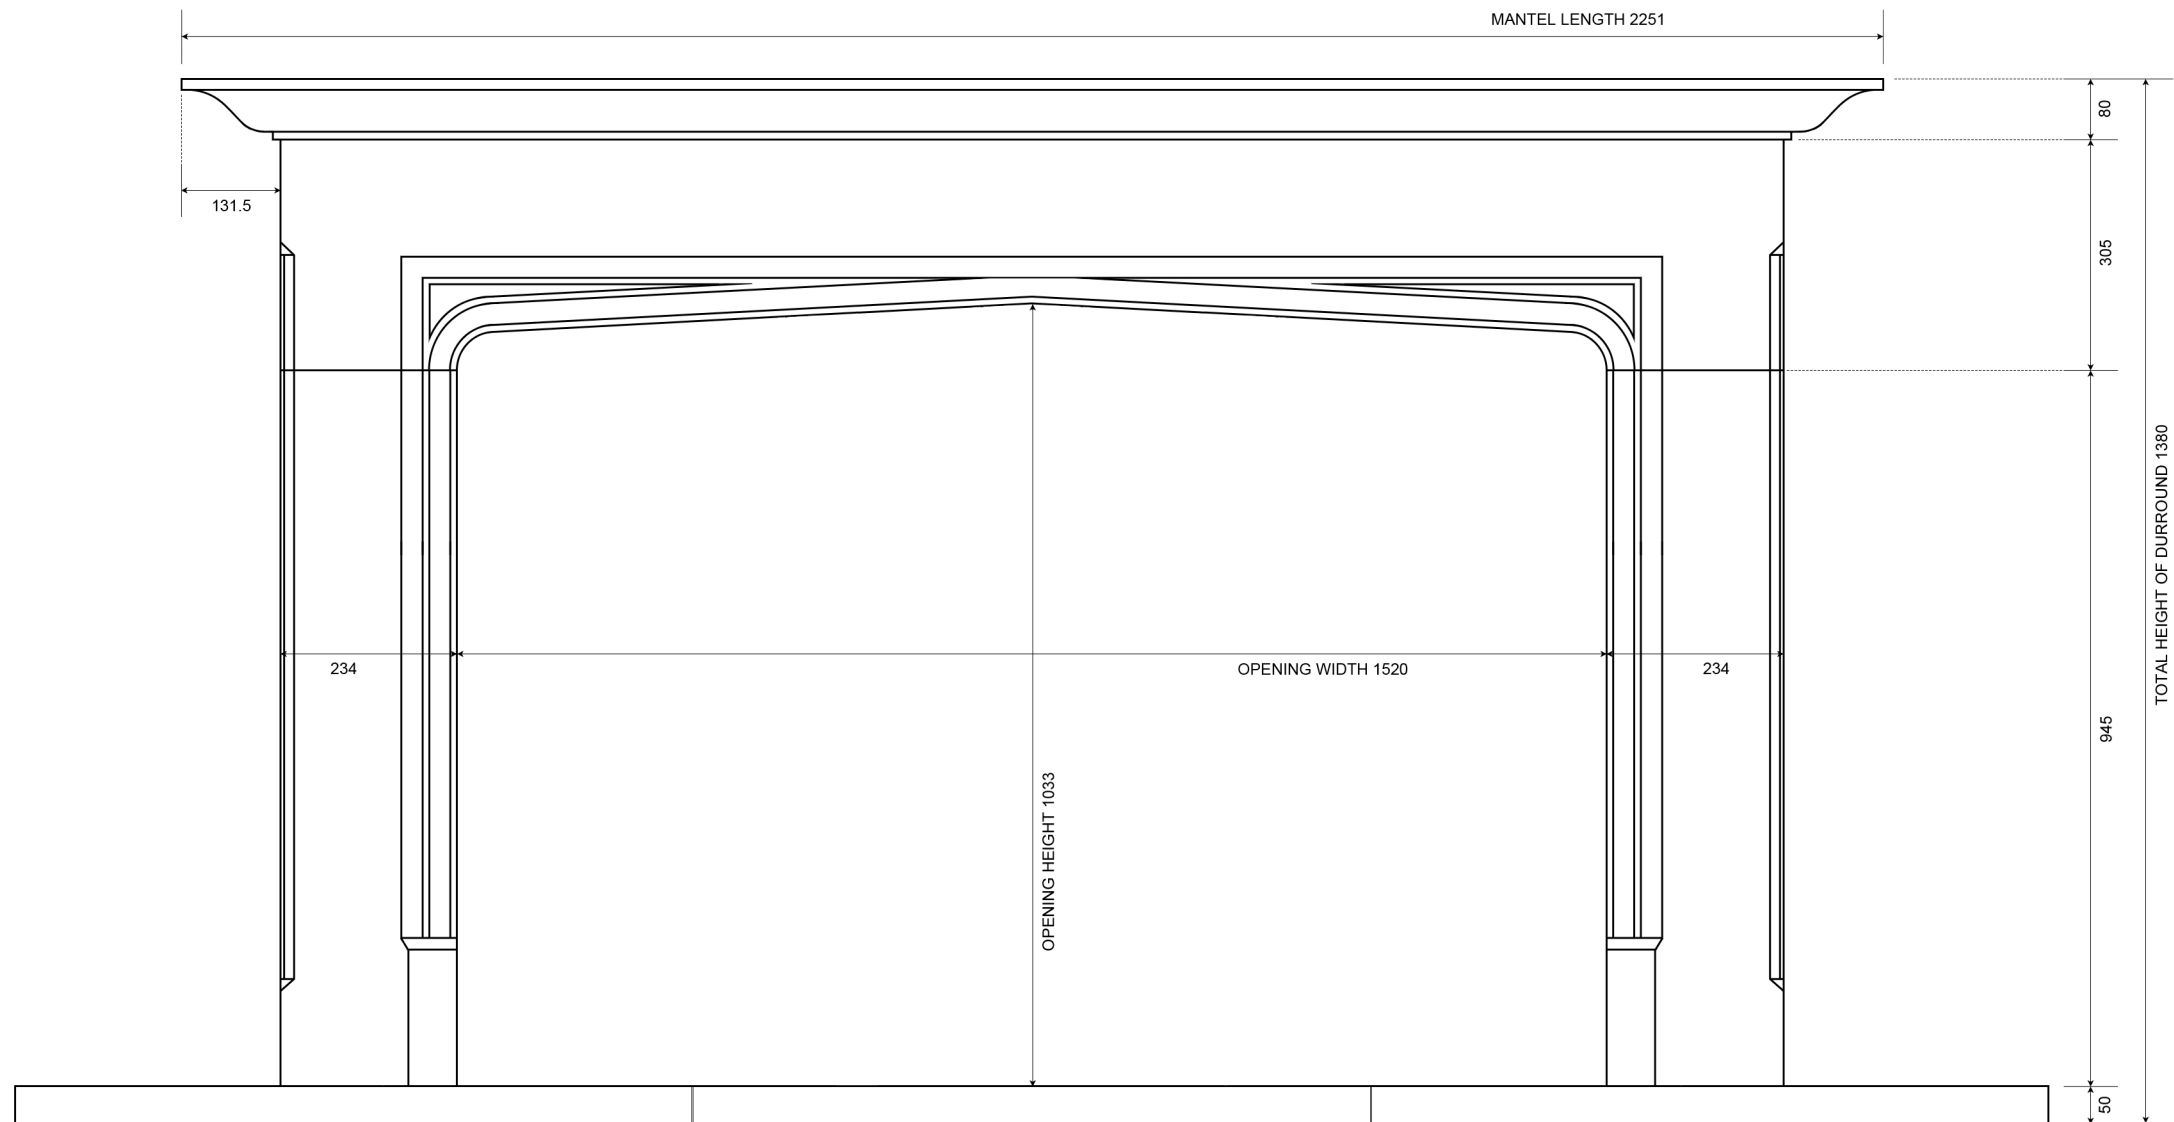 MANTEL LENGTH 2251
80
131.5
305
TOTAL HEIGHT OF DURROUND 1380
234
OPENING WIDTH 1520
234
945
OPENING HEIGHT 1033
50